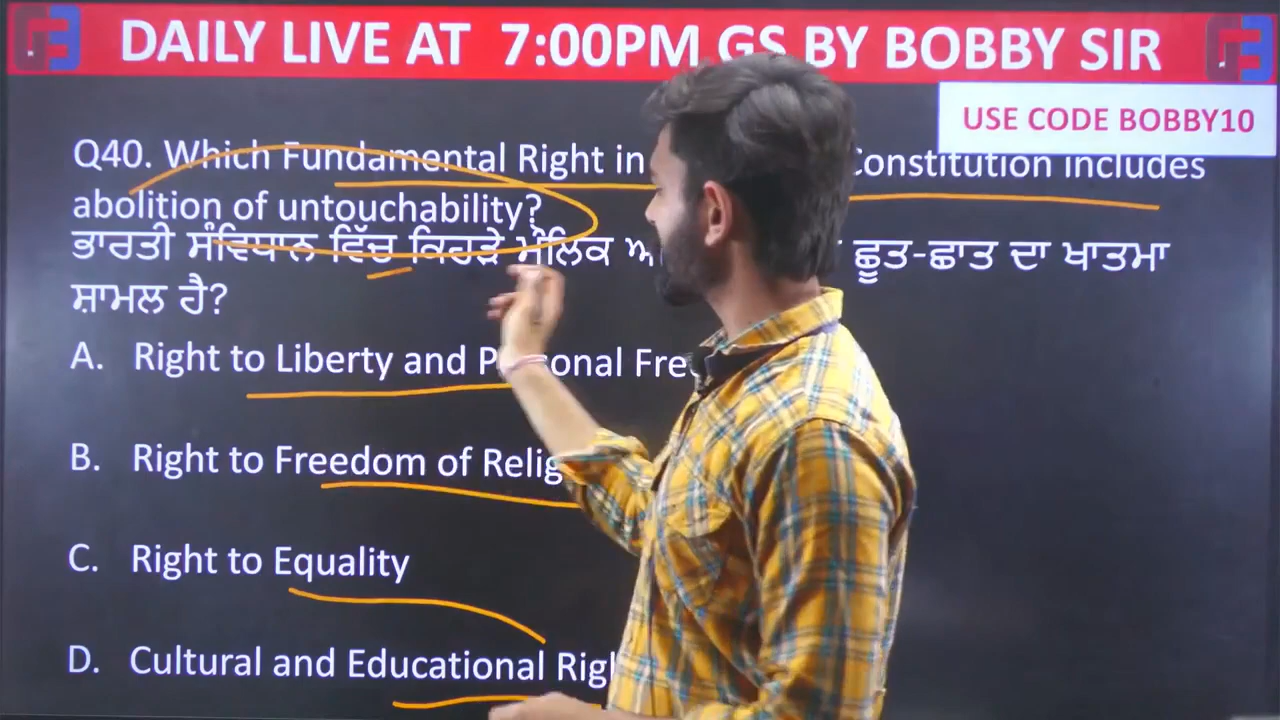 DAILY LIVE AT 7:00PM GS BY BOBBY SIR
USE CODE BOBBY10
Q40. Which Fundamental Right in Constitution includes
abolition of untouchability?
ਭਾਰਤੀ ਸੰਵਿਧਾਨ ਵਿੱਚ ਕਿਹੜੇ ਮੌਲਿਕ ਛੂਤ-ਛਾਤ ਦਾ ਖਾਤਮਾ
ਸ਼ਾਮਲ ਹੈ?
A. Right to Liberty and
B. Right to Freedom of
C. Right to Equality
D. Cultural and Educational